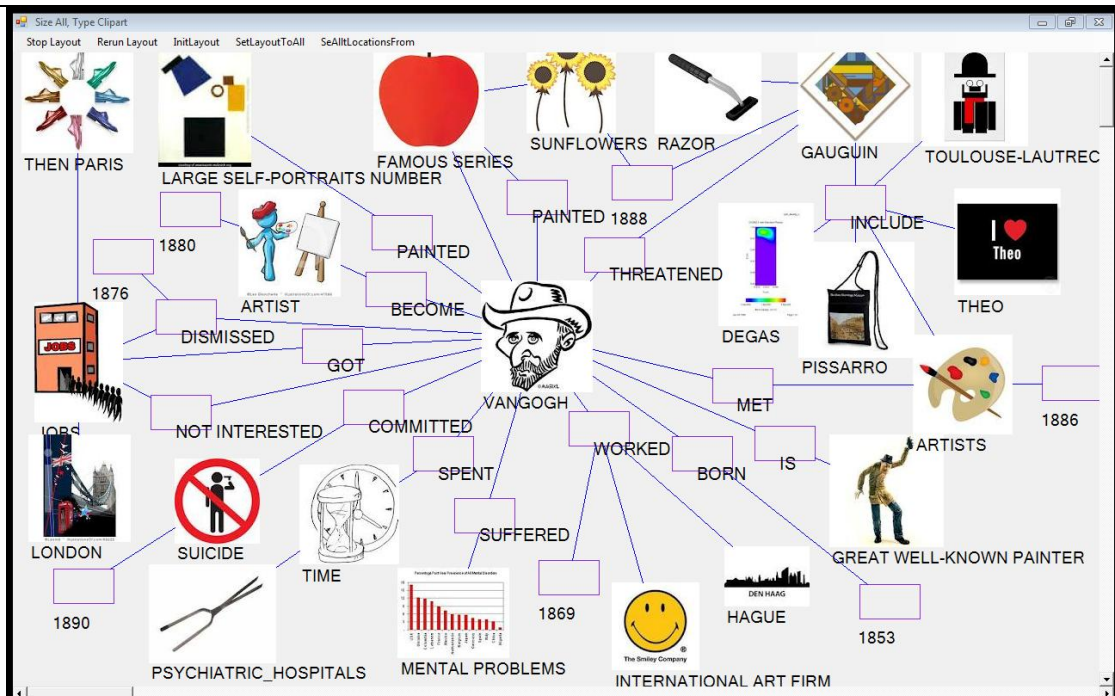 Size All, Type Clipart
Stop Layout Rerun Layout InitLayout SetLayoutToAll SeAlltLocationsFrom
THEN PARIS
LARGE SELF-PORTRAITS NUMBER
FAMOUS SERIES
SUNFLOWERS
RAZOR
GAUGUIN
TOULOUSE-LAUTREC
1880
PAINTED
PAINTED
1888
INCLUDE
I
Theo
THEO
1876
ARTIST
BECOME
THREATENED
DEGAS
PISSARRO
JOBS
DISMISSED
GOT
VANGOGH
MET
1886
ARTISTS
JOBS
NOT INTERESTED
COMMITTED
WORKED
BORN
IS
SPENT
LONDON
SUICIDE
TIME
SUFFERED
GREAT WELL-KNOWN PAINTER
1890
PSYCHIATRIC_HOSPITALS
MENTAL PROBLEMS
1869
The Smiley Company
INTERNATIONAL ART FIRM
DEN HAAG
HAGUE
1853